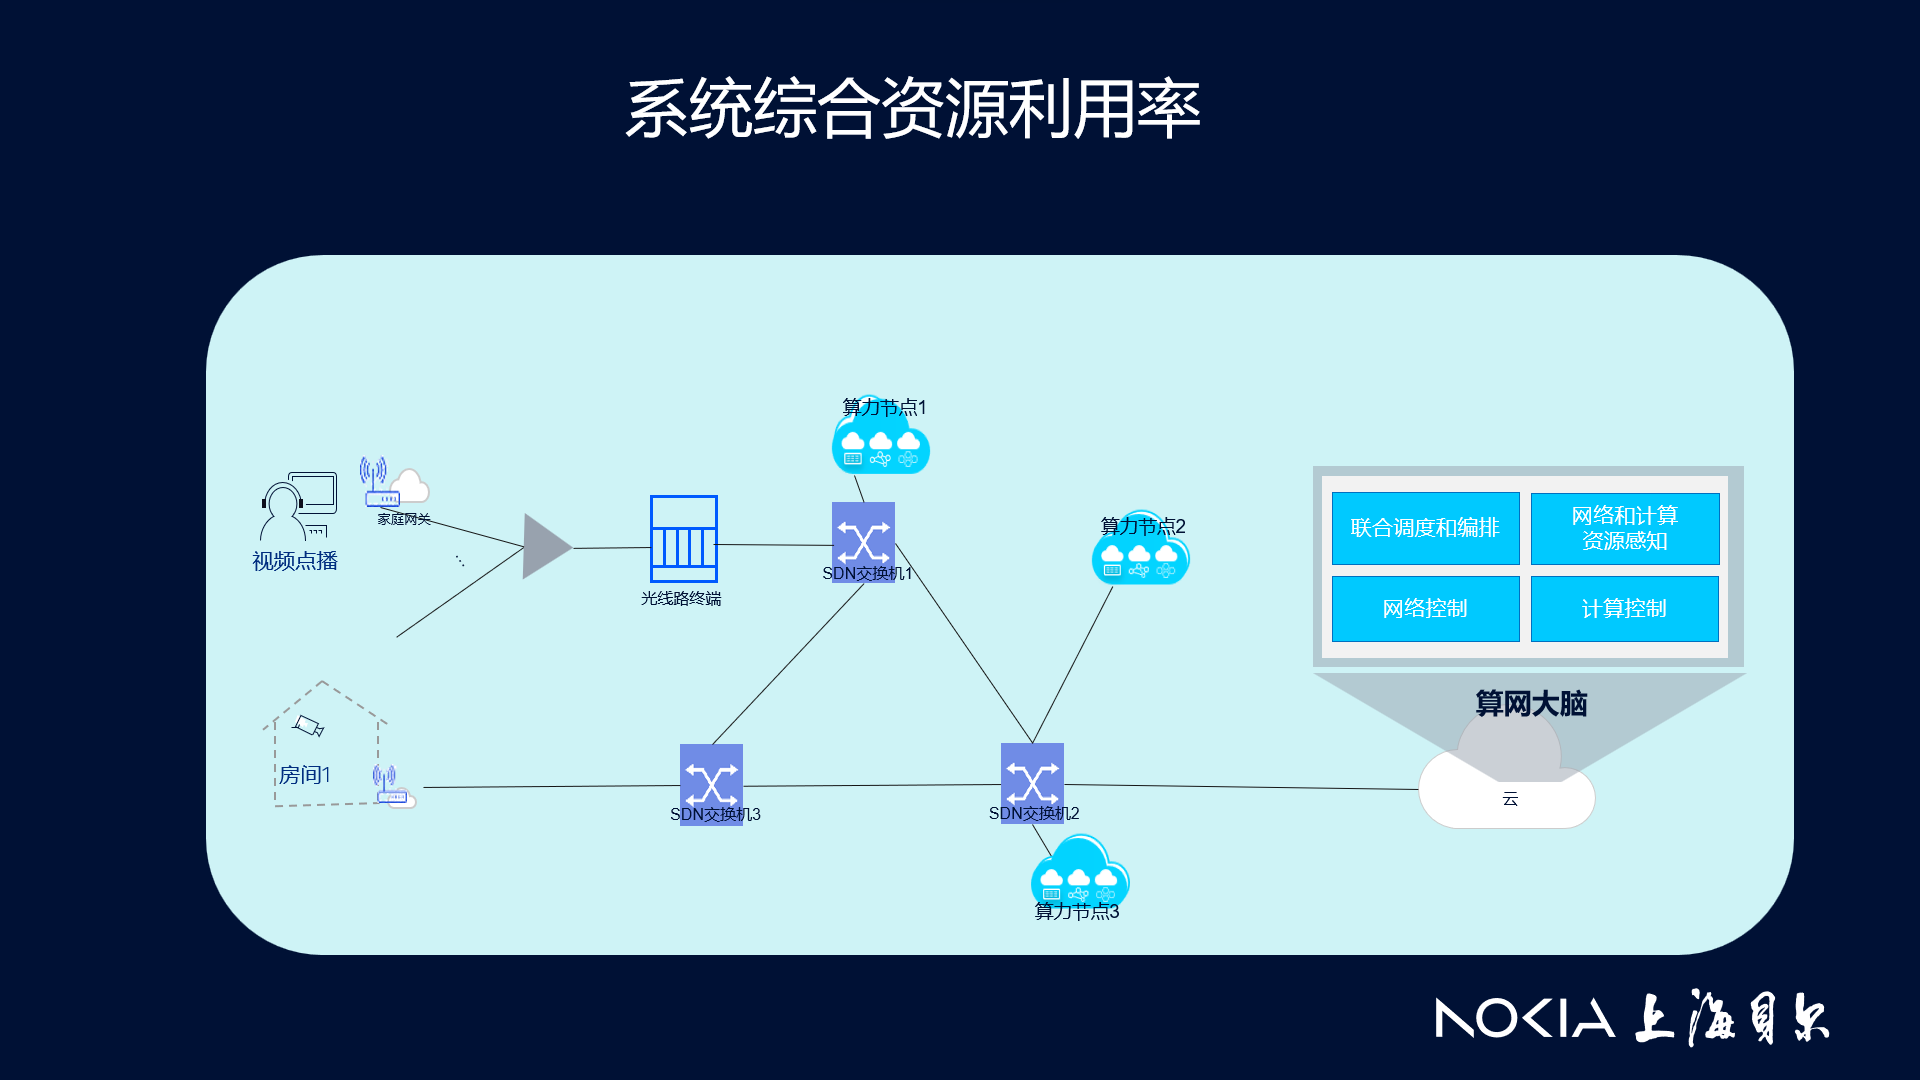 系统综合资源利用率
算力节点1
视频点播
家庭网关
光线路终端
SDN交换机1
算力节点2
联合调度和编排
网络和计算
资源感知
网络控制
计算控制
算网大脑
房间1
SDN交换机3
SDN交换机2
云
算力节点3
NOKIA 上海贝尔